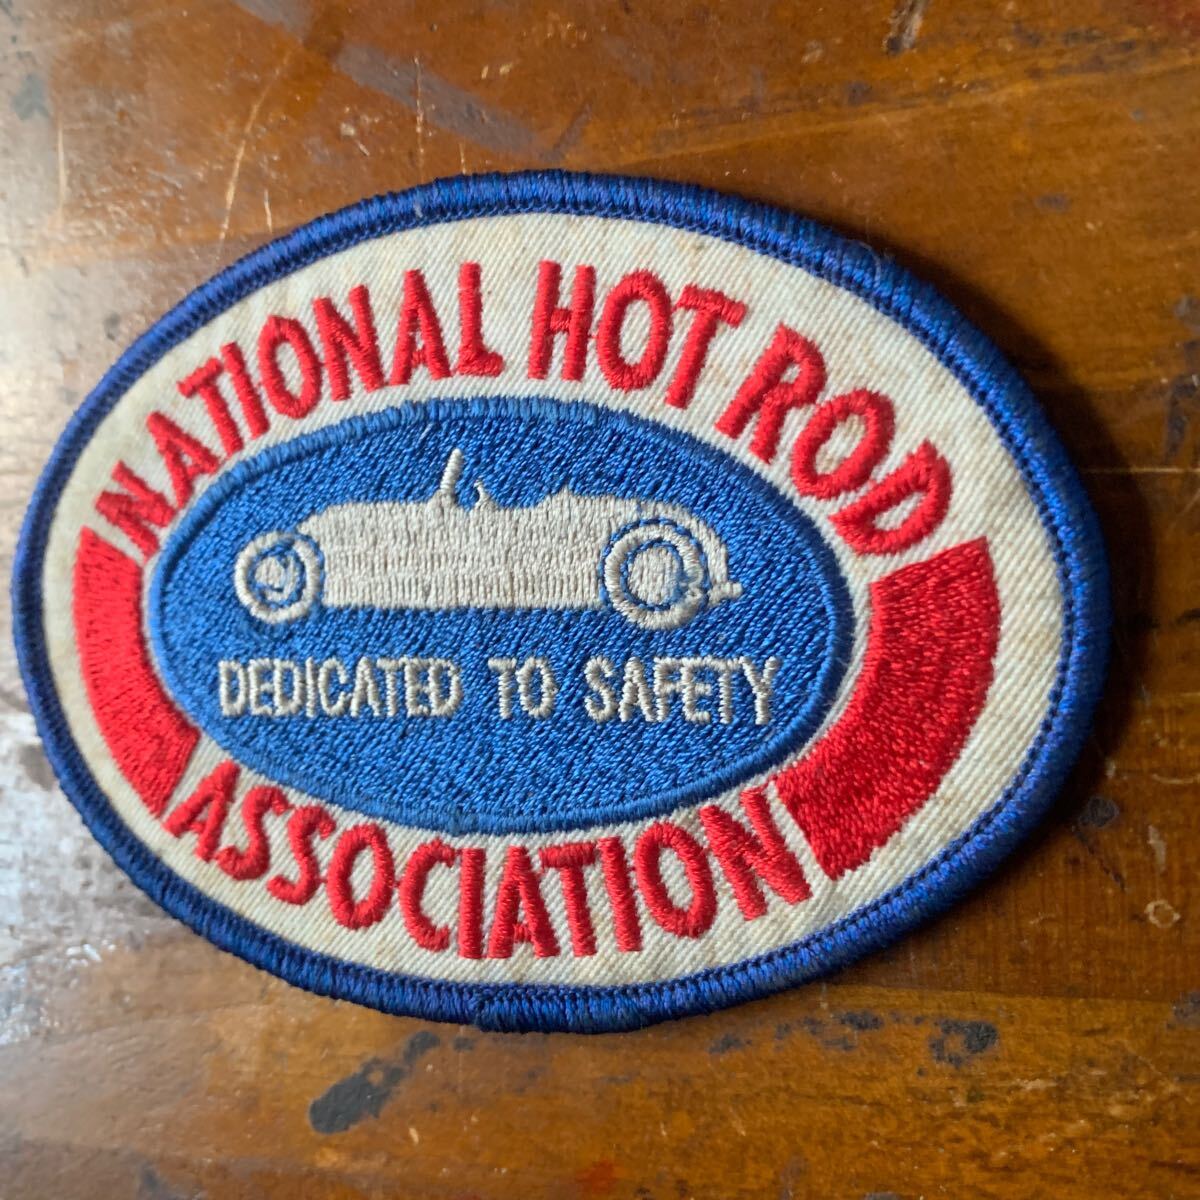 NATIONAL HOT ROD
DEDICATED TO SAFETY
ASSOCIATION